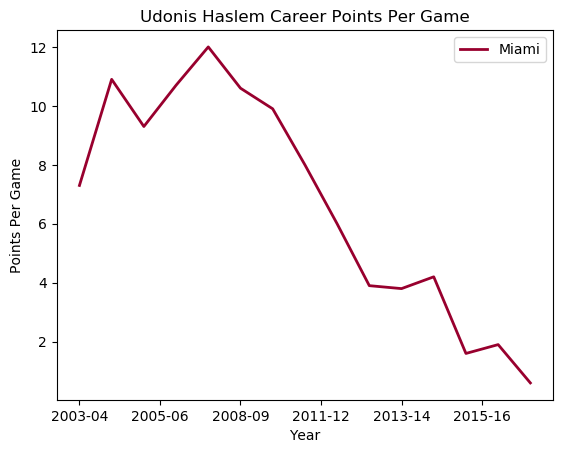 Udonis Haslem Career Points Per Game
Miami
12
10
8
6
4
2
Points Per Game
2003-04 2005-06 2008-09 2011-12 2013-14 2015-16
Year